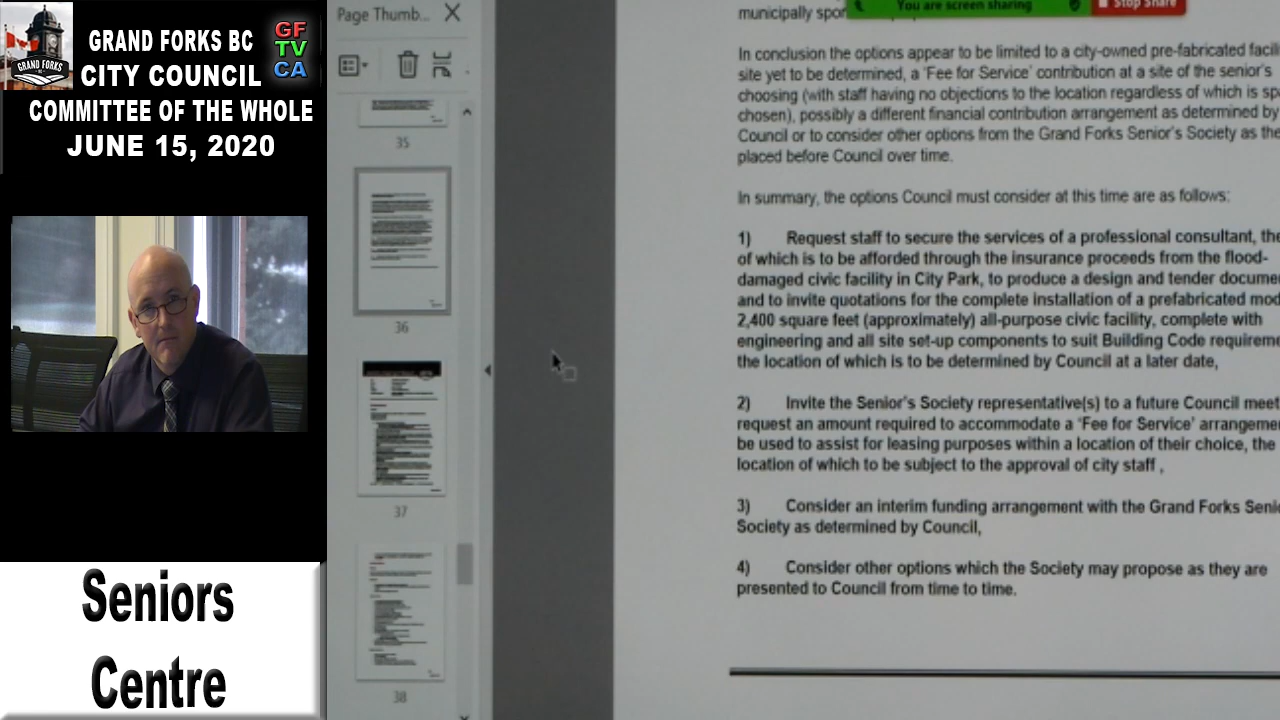 GRAND FORKS BC
CITY COUNCIL
COMMITTEE OF THE WHOLE
JUNE 15, 2020
GF
TV
CA
GRAND FORKS
Seniors
Centre
Page Thumb...
35
36
37
38
You are screen sharing
Stop Share
municipally
In conclusion the options appear to be limited to a city-owned pre-fabricated
site yet to be determined, a 'Fee for Service' contribution at a site of the senior's
choosing (with staff having no objections to the location regardless of which is
chosen), possibly a different financial contribution arrangement as determined by
Council or to consider other options from the Grand Forks Senior's Society as
placed before Council over time.
In summary, the options Council must consider at this time are as follows:
1) Request staff to secure the services of a professional consultant,
of which is to be afforded through the insurance proceeds from the flood-
damaged civic facility in City Park, to produce a design and tender
and to invite quotations for the complete installation of a prefabricated
2,400 square feet (approximately) all-purpose civic facility, complete with
engineering and all site set-up components to suit Building Code
the location of which is to be determined by Council at a later date,
2) Invite the Senior's Society representative(s) to a future Council
request an amount required to accommodate a 'Fee for Service'
be used to assist for leasing purposes within a location of their choice, the
location of which to be subject to the approval of city staff ,
3) Consider an interim funding arrangement with the Grand Forks
Society as determined by Council,
4) Consider other options which the Society may propose as they are
presented to Council from time to time.